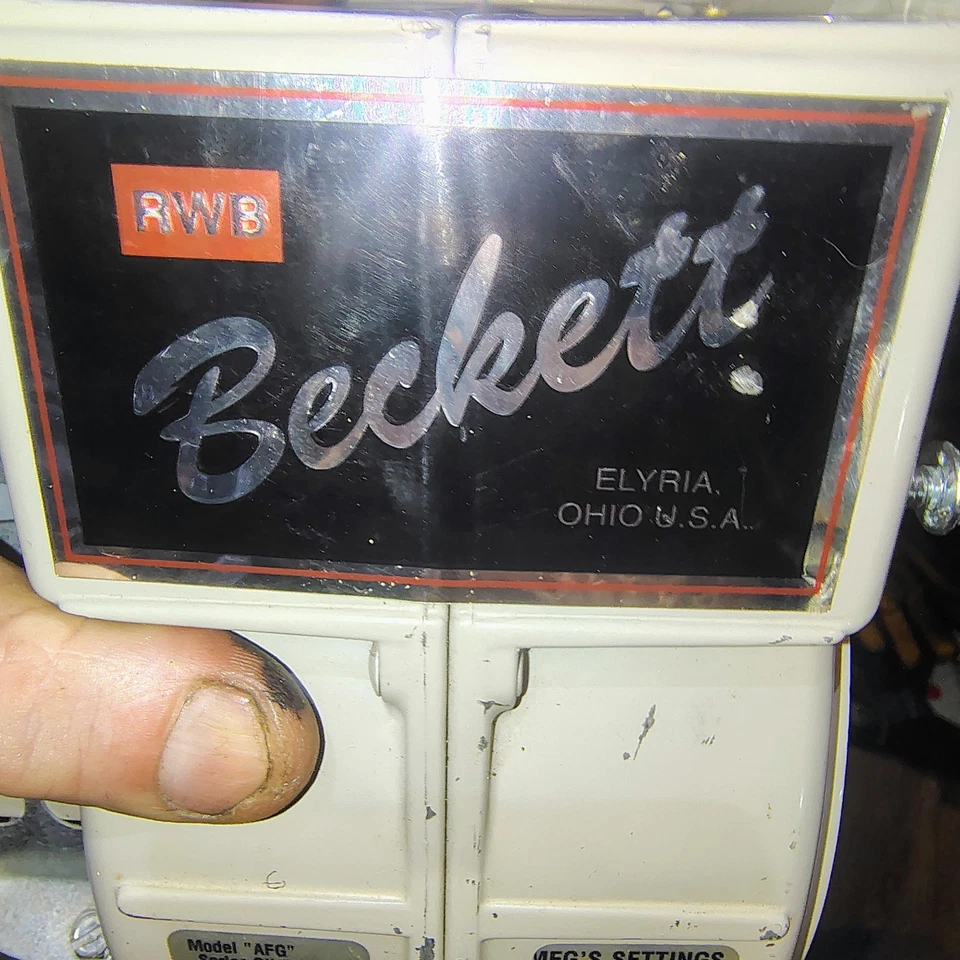 RWB
Beckett
ELYRIA,
OHIO U.S.A.
Model "AFG"
MFG'S SETTINGS